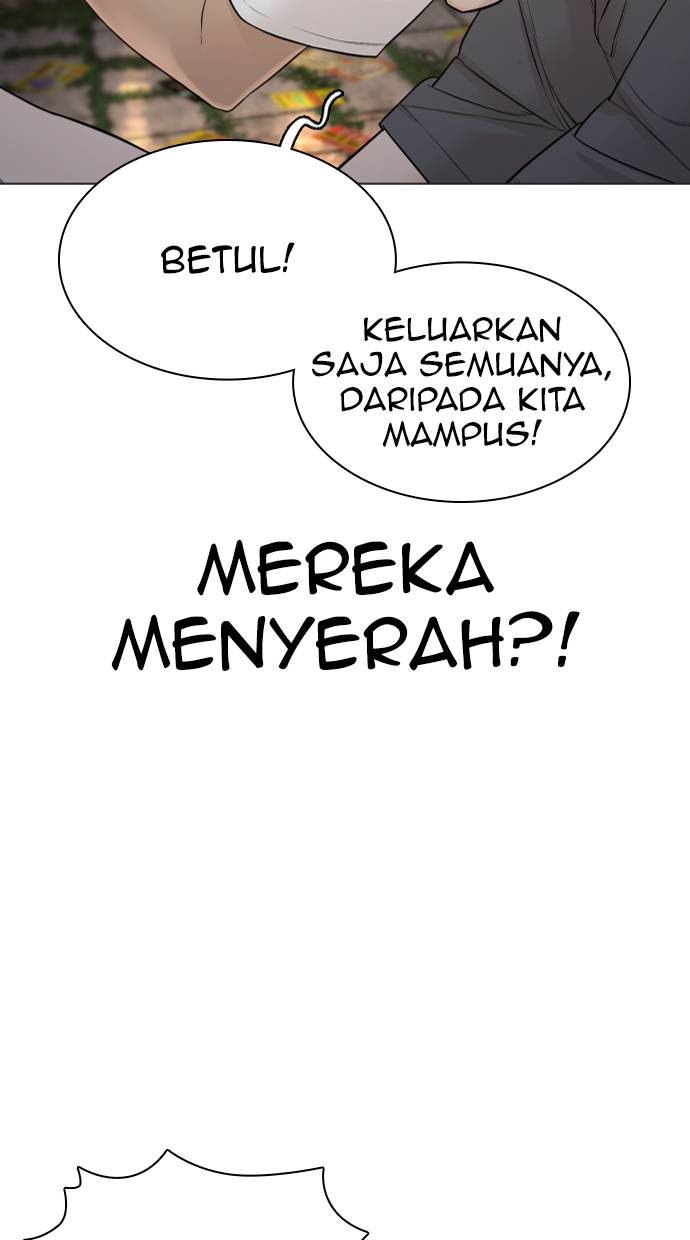 BETUL!
KELUARKAN
SAJA SEMUANYA,
DARIPADA KITA
MAMPUS!
MEREKA
MENYERAH?!